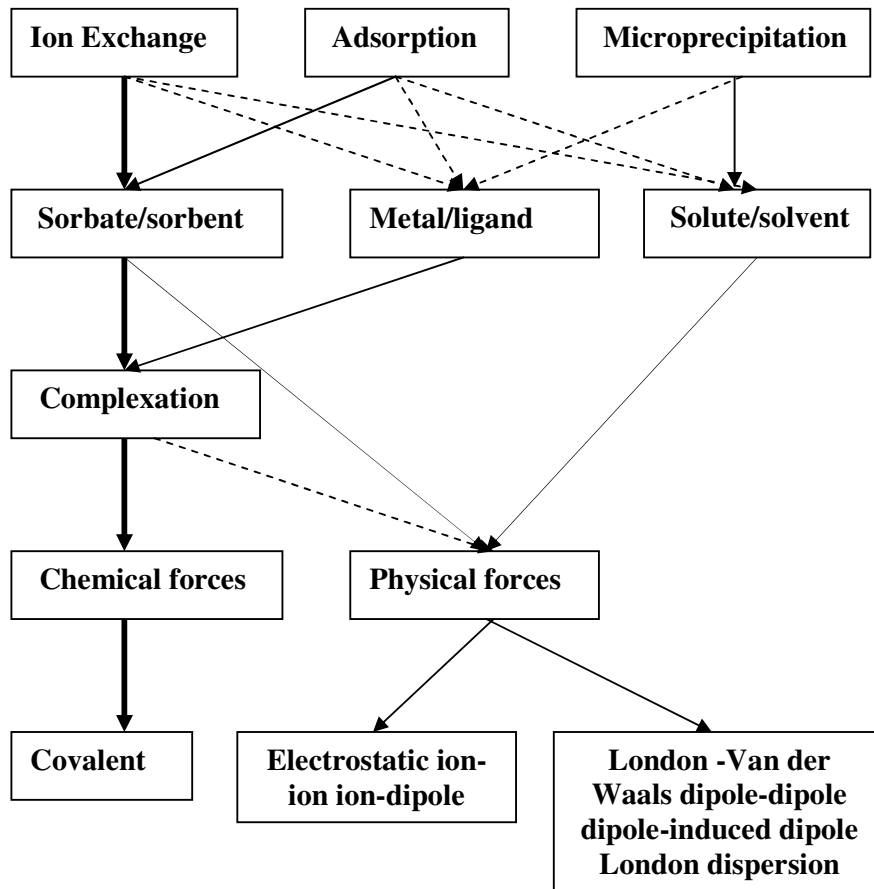 Ion Exchange
Adsorption
Microprecipitation
Sorbate/sorbent
Metal/ligand
Solute/solvent
Complexation
Chemical forces
Physical forces
Covalent
Electrostatic ion-
ion ion-dipole
London -Van der
Waals dipole-dipole
dipole-induced dipole
London dispersion